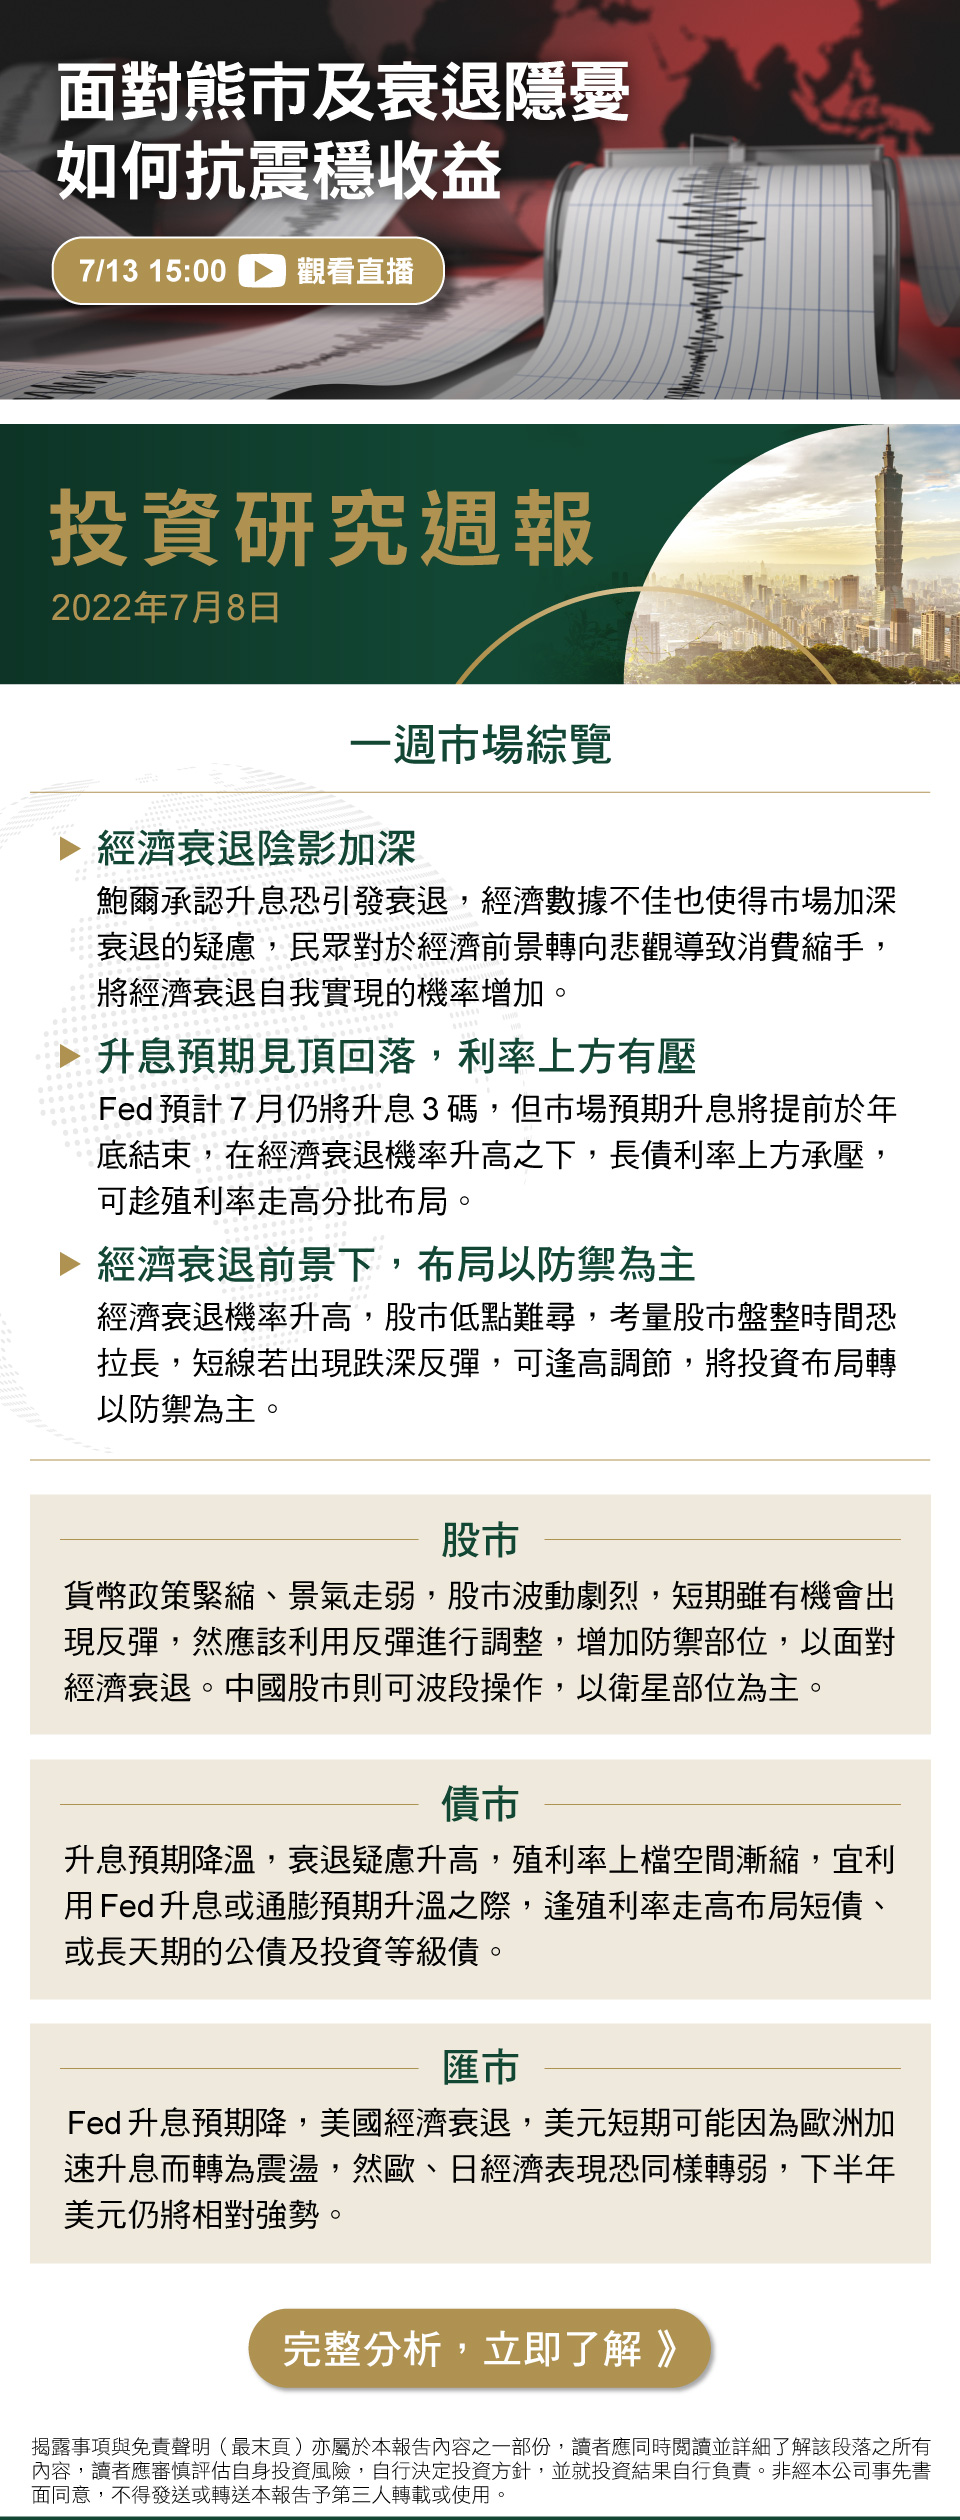 面對熊市及衰退隱憂
如何抗震穩收益
7/13 15:00 觀看直播
投資研究週報
2022年7月8日
一週市場綜覽
經濟衰退陰影加深
鮑爾承認升息恐引發衰退，經濟數據不佳也使得市場加深
衰退的疑慮，民眾對於經濟前景轉向悲觀導致消費縮手，
將經濟衰退自我實現的機率增加。
升息預期見頂回落，利率上方有壓
Fed預計7月仍將升息3碼，但市場預期升息將提前於年
底結束，在經濟衰退機率升高之下，長債利率上方承壓，
可趁殖利率走高分批布局。
經濟衰退前景下，布局以防禦為主
經濟衰退機率升高，股市低點難尋，考量股市盤整時間恐
拉長，短線若出現跌深反彈，可逢高調節，將投資布局轉
以防禦為主。
股市
貨幣政策緊縮、景氣走弱，股市波動劇烈，短期雖有機會出
現反彈，然應該利用反彈進行調整，增加防禦部位，以面對
經濟衰退。中國股市則可波段操作，以衛星部位為主。
債市
升息預期降溫，衰退疑慮升高，殖利率上檔空間漸縮，宜利
用Fed升息或通膨預期升溫之際，逢殖利率走高布局短債、
或長天期的公債及投資等級債。
匯市
Fed升息預期降，美國經濟衰退，美元短期可能因為歐洲加
速升息而轉為震盪，然歐、日經濟表現恐同樣轉弱，下半年
美元仍將相對強勢。
完整分析，立即了解 》
揭露事項與免責聲明（最末頁）亦屬於本報告內容之一部份，讀者應同時閱讀並詳細了解該段落之所有
內容，讀者應審慎評估自身投資風險，自行決定投資方針，並就投資結果自行負責。非經本公司事先書
面同意，不得發送或轉送本報告予第三人轉載或使用。